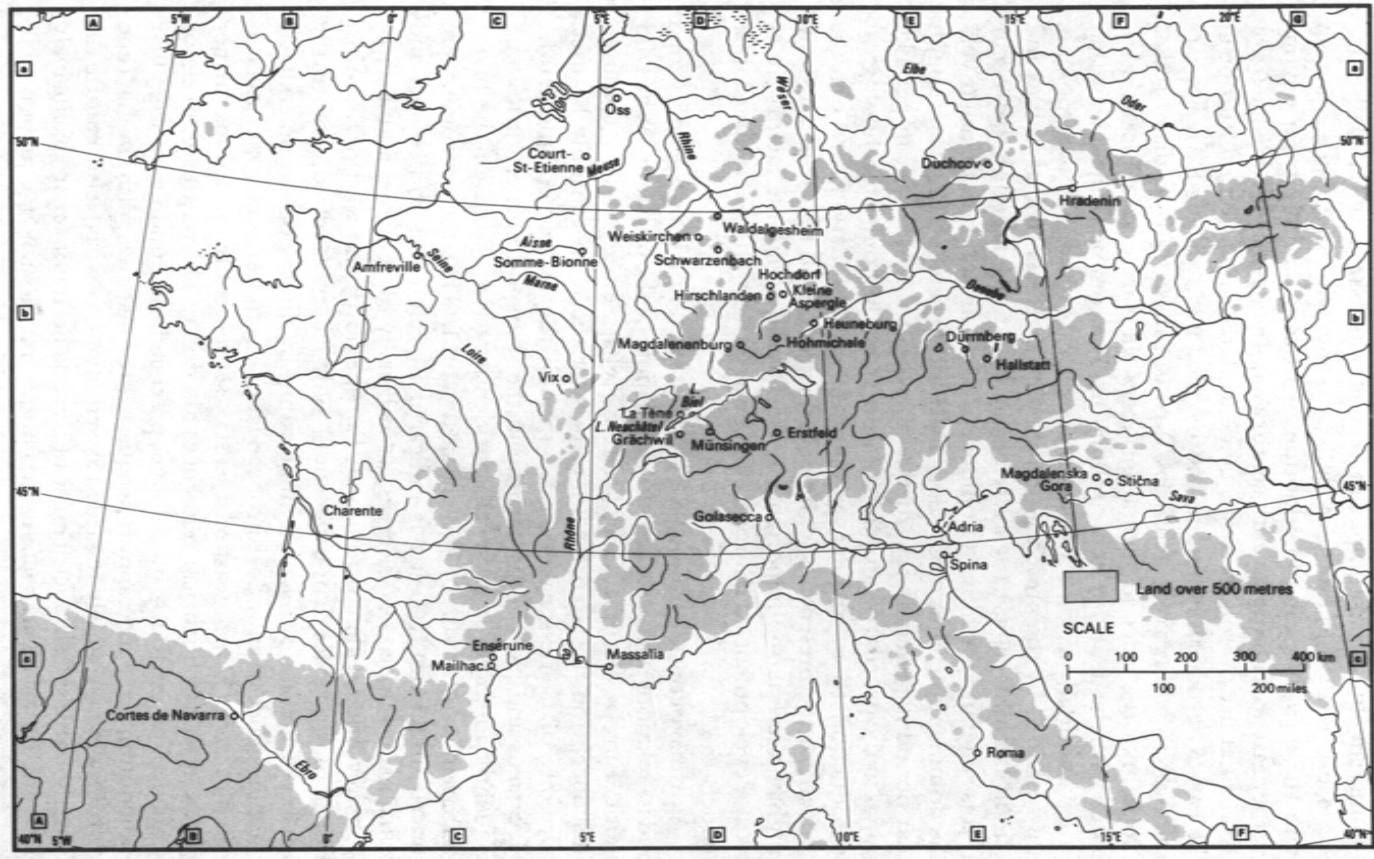 A
5°W
B
0°
C
5°E
D
10°E
E
15°E
F
20°E
G
a
a
Elbe
Weser
Oder
Oss
50°N
Rhine
50°N
Court-
St-Etienne
Meuse
Duchcov
Hradenin
Waldalgesheim
Weiskirchen
Aisse
Schwarzenbach
Seine
Somme-Bionne
Amfreville
Hochdorf
Marne
Kleine
Aspergle
Hirschlanden
Danube
b
b
Heuneburg
Dürrnberg
Magdalenenburg
Hohmichele
Loire
Hallstatt
Vix
L.
Biel
La Tène
L. Neuchâtel
Grächwil
Münsingen
Erstfeld
Magdalenska
Gora
Stična
45°N
45°N
Sava
Charente
Golasecca
Adria
Rhône
Spina
Land over 500 metres
SCALE
Ensérune
Mailhac
Massalia
c
c
0 100 200 300 400 km
0 100 200 miles
Cortes de Navarra
Roma
Ebro
A
40°N
5°W
B
0°
C
5°E
D
10°E
E
15°E
F
40°N